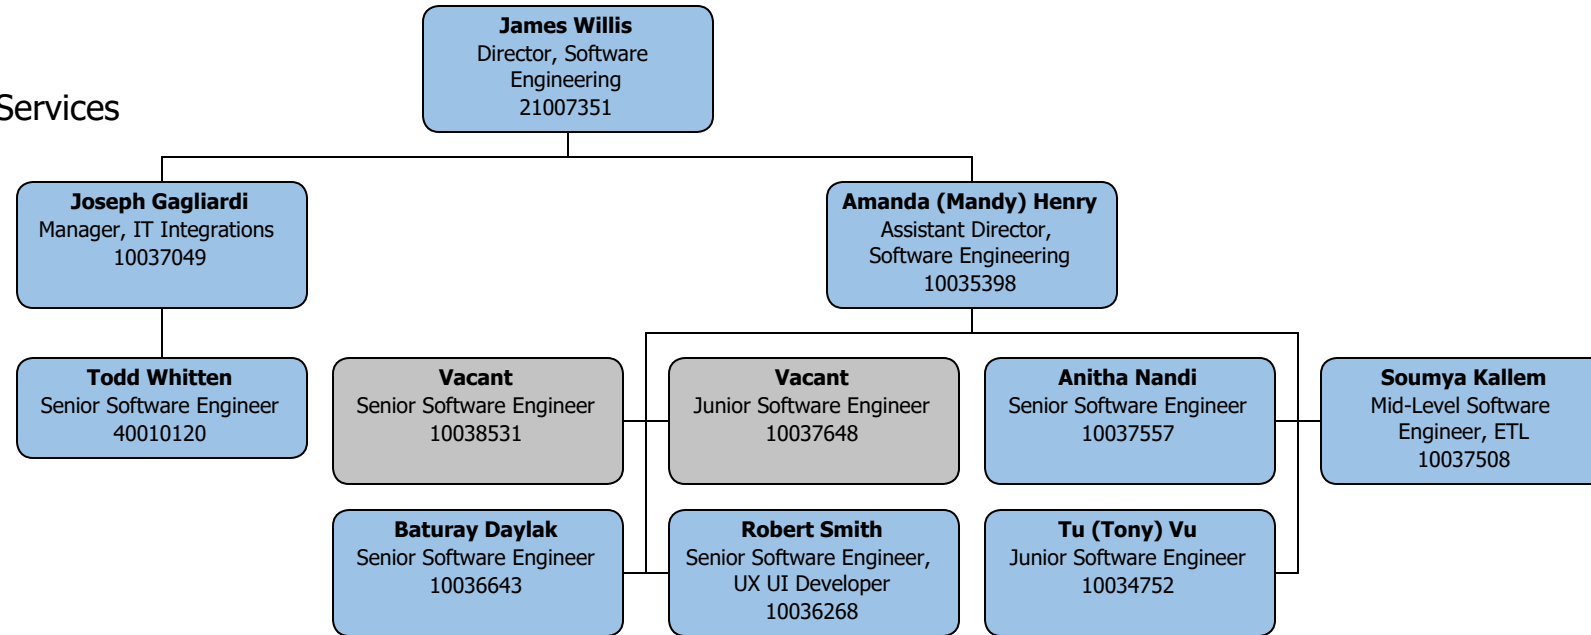 James Willis
Director, Software
Engineering
21007351
Services
Joseph Gagliardi
Manager, IT Integrations
10037049
Amanda (Mandy) Henry
Assistant Director,
Software Engineering
10035398
Todd Whitten
Senior Software Engineer
40010120
Vacant
Senior Software Engineer
10038531
Vacant
Junior Software Engineer
10037648
Anitha Nandi
Senior Software Engineer
10037557
Soumya Kallem
Mid-Level Software
Engineer, ETL
10037508
Baturay Daylak
Senior Software Engineer
10036643
Robert Smith
Senior Software Engineer,
UX UI Developer
10036268
Tu (Tony) Vu
Junior Software Engineer
10034752